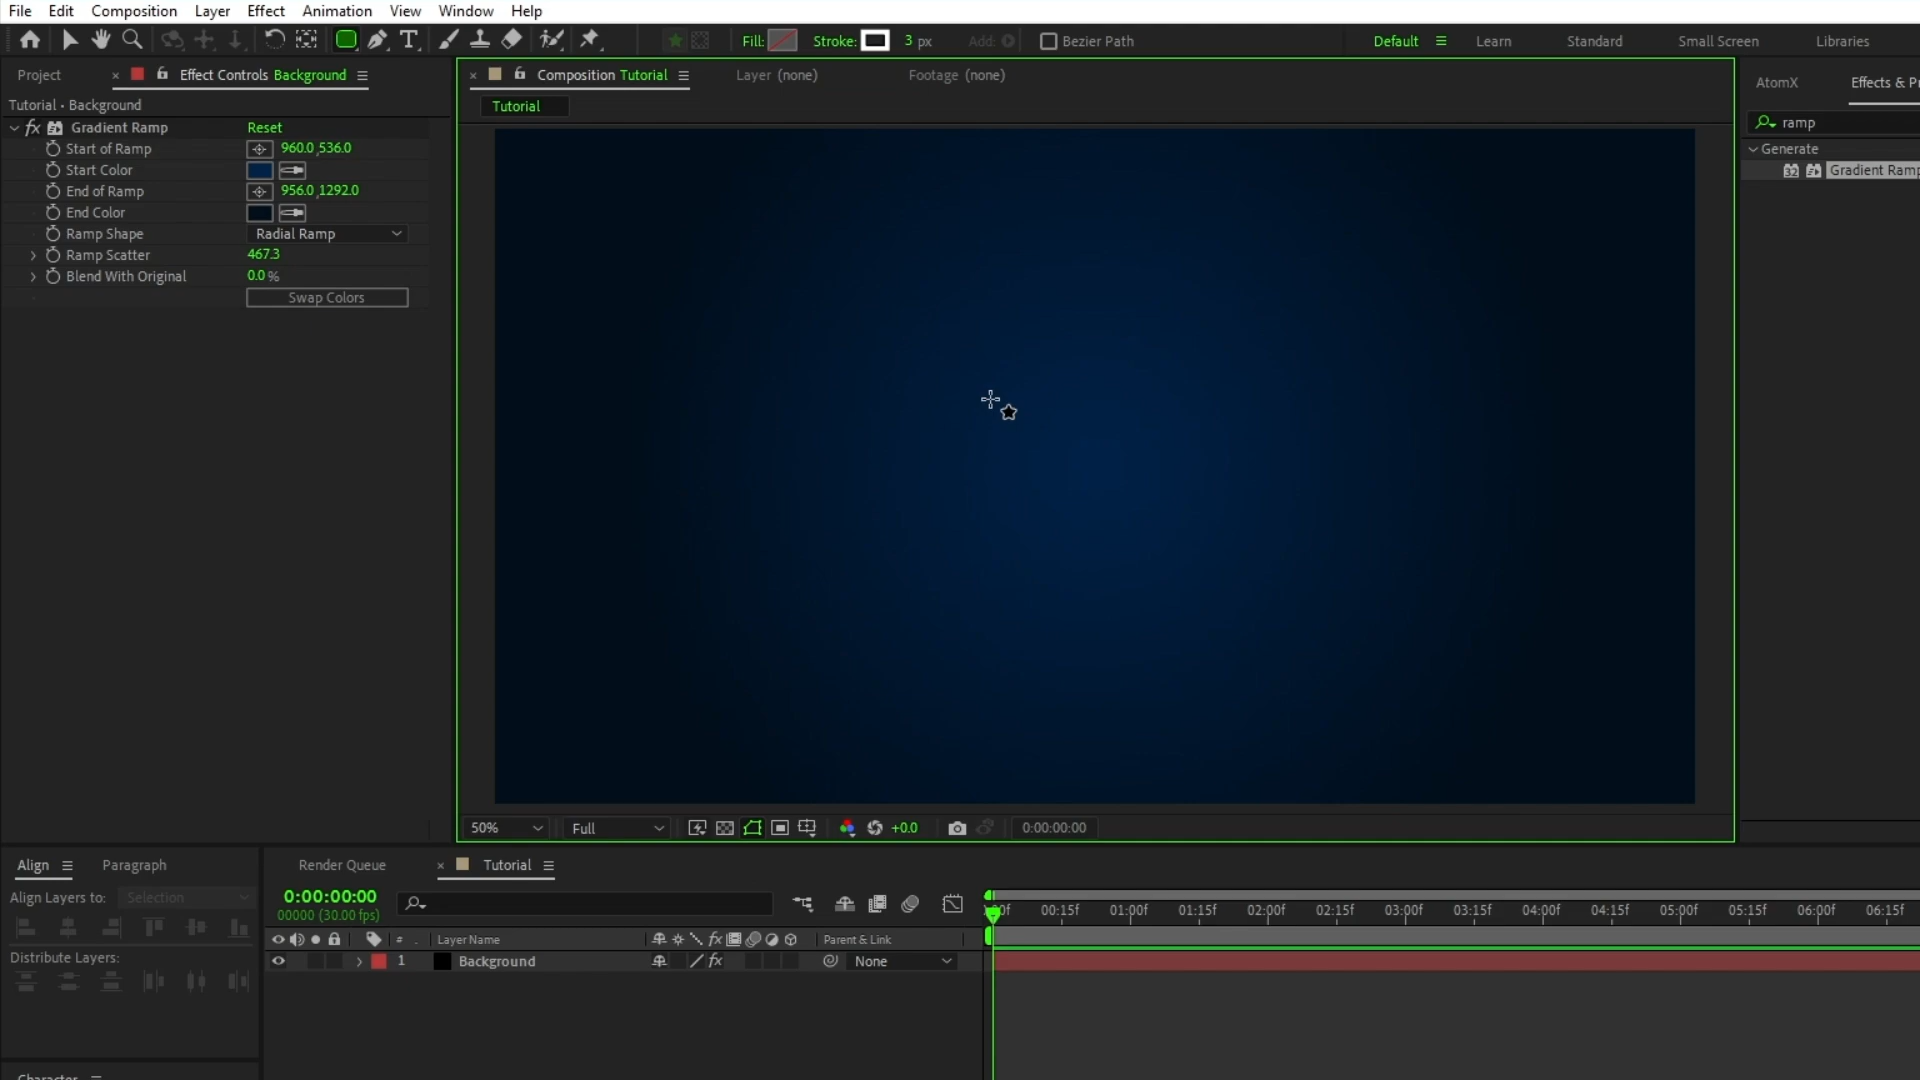 File Edit Composition Layer Effect Animation View Window Help
Fill: Stroke: 3 px Add: Bezier Path Default Learn Standard Small Screen Libraries
Project × Effect Controls Background
Tutorial • Background
fx Gradient Ramp Reset
Start of Ramp 960.0,536.0
Start Color
End of Ramp 956.0,1292.0
End Color
Ramp Shape Radial Ramp
Ramp Scatter 467.3
Blend With Original 0.0 %
Swap Colors
× Composition Tutorial Layer (none) Footage (none)
Tutorial
50% Full +0.0 0:00:00:00
AtomX Effects & Pr
ramp
Generate
32 Gradient Ramp
Align Paragraph
Align Layers to: Selection
Distribute Layers:
Character
Render Queue × Tutorial
0:00:00:00
00000 (30.00 fps)
# . Layer Name fx Parent & Link
1 Background fx None
00f 00:15f 01:00f 01:15f 02:00f 02:15f 03:00f 03:15f 04:00f 04:15f 05:00f 05:15f 06:00f 06:15f